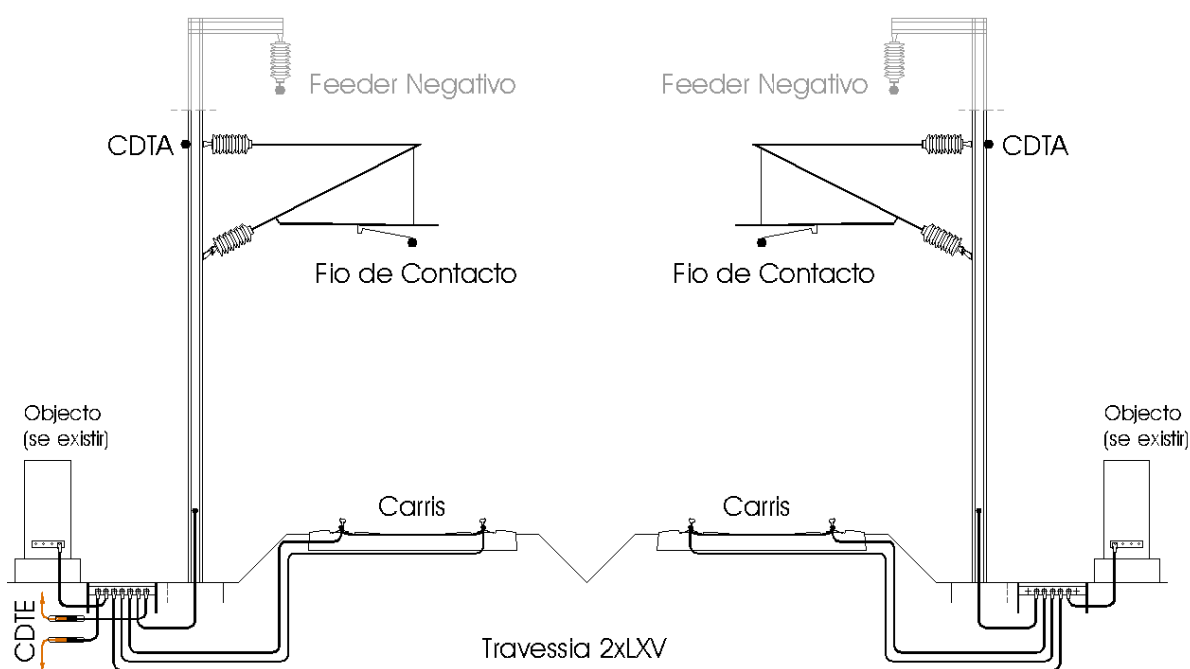 Feeder Negativo
Feeder Negativo
CDTA
CDTA
Fio de Contacto
Fio de Contacto
Objecto
(se existir)
Objecto
(se existir)
Carris
Carris
CDTE
Travessia 2xLXV